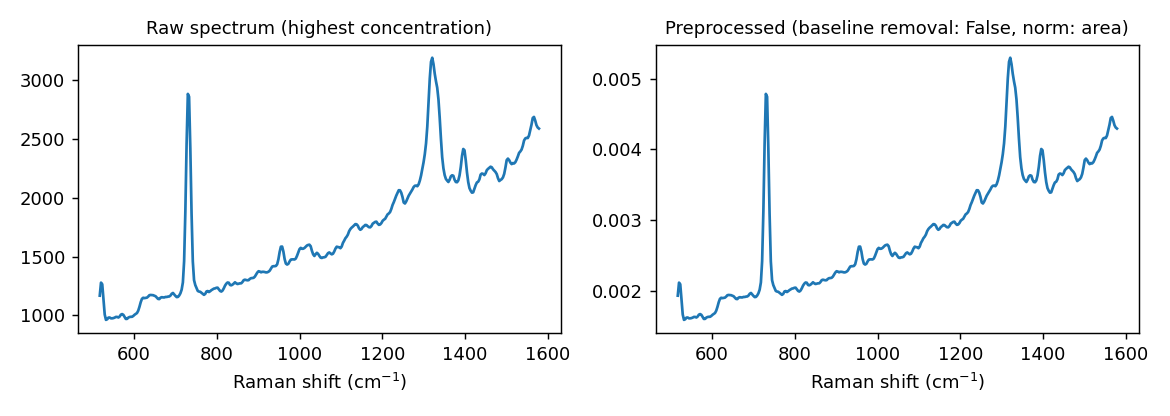 Raw spectrum (highest concentration)
3000
2500
2000
1500
1000
600 800 1000 1200 1400 1600
Raman shift (cm⁻¹)
Preprocessed (baseline removal: False, norm: area)
0.005
0.004
0.003
0.002
600 800 1000 1200 1400 1600
Raman shift (cm⁻¹)